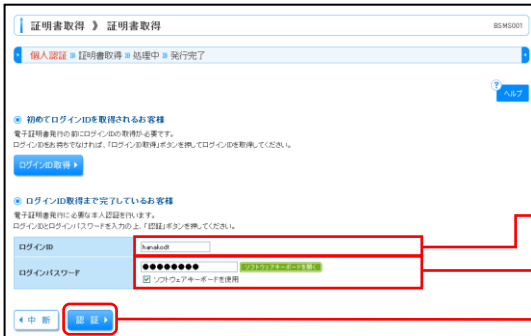 証明書取得 》 証明書取得
BSMS001
個人認証 » 証明書取得 » 処理中 » 発行完了
?
ヘルプ
初めてログインIDを取得されるお客様
電子証明書発行の前にログインIDの取得が必要です。
ログインIDをお持ちでなければ、「ログインID取得」ボタンを押してログインIDを取得してください。
ログインID取得
ログインID取得まで完了しているお客様
電子証明書発行に必要な本人認証を行います。
ログインIDとログインパスワードを入力の上、「認証」ボタンを押してください。
ログインID
hanakodt
ログインパスワード
●●●●●●●● ソフトウェアキーボードを開く
ソフトウェアキーボードを使用
中 断
認 証